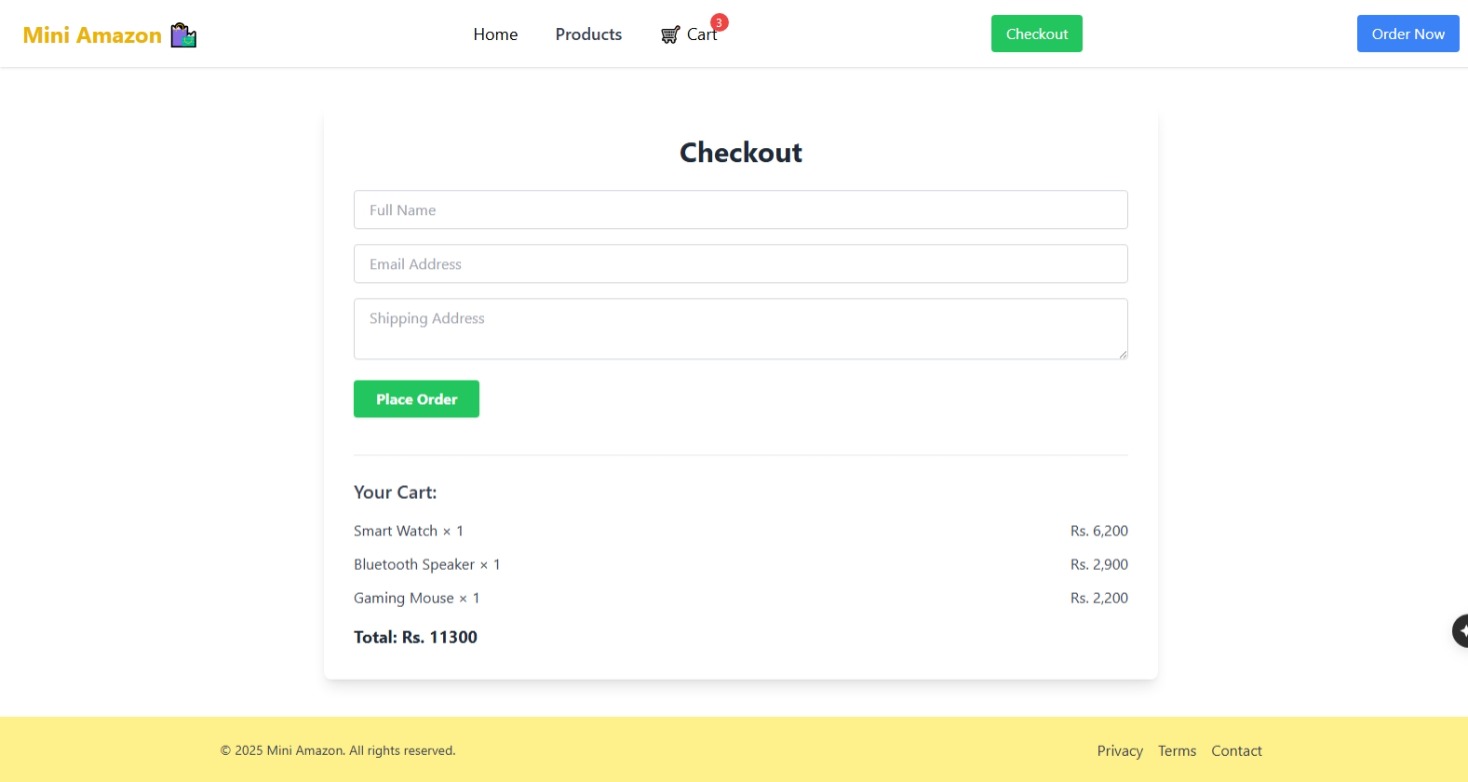 Mini Amazon
Home
Products
Cart
3
Checkout
Order Now
Checkout
Full Name
Email Address
Shipping Address
Place Order
Your Cart:
Smart Watch × 1 Rs. 6,200
Bluetooth Speaker × 1 Rs. 2,900
Gaming Mouse × 1 Rs. 2,200
Total: Rs. 11300
© 2025 Mini Amazon. All rights reserved.
Privacy Terms Contact